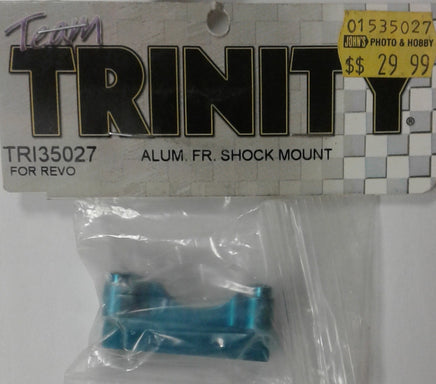 Team
TRINITY®
01535027
JOHN'S PHOTO & HOBBY
$$ 29.99
TRI35027
FOR REVO
ALUM. FR. SHOCK MOUNT